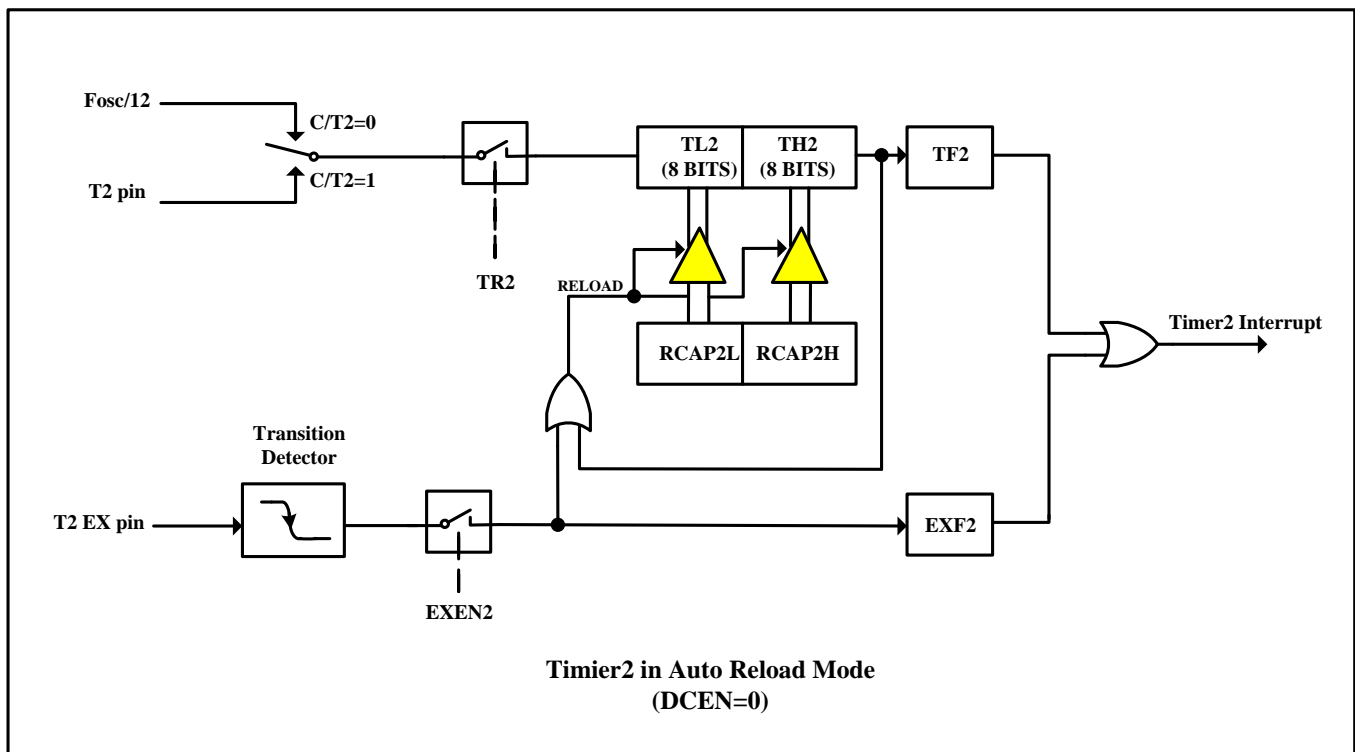 Fosc/12
C/T2=0
C/T2=1
T2 pin
TR2
TL2
(8 BITS)
TH2
(8 BITS)
TF2
RELOAD
RCAP2L
RCAP2H
Timer2 Interrupt
Transition
Detector
T2 EX pin
EXEN2
EXF2
Timier2 in Auto Reload Mode
(DCEN=0)